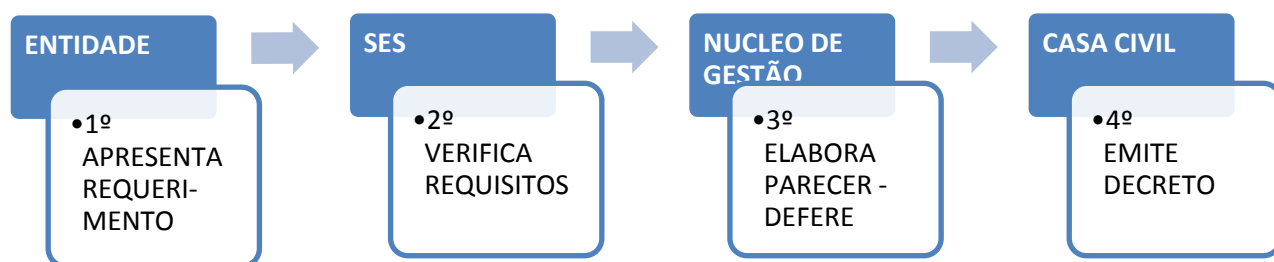 ENTIDADE
•1º
APRESENTA
REQUERI-
MENTO
SES
•2º
VERIFICA
REQUISITOS
NUCLEO DE
GESTÃO
•3º
ELABORA
PARECER -
DEFERE
CASA CIVIL
•4º
EMITE
DECRETO